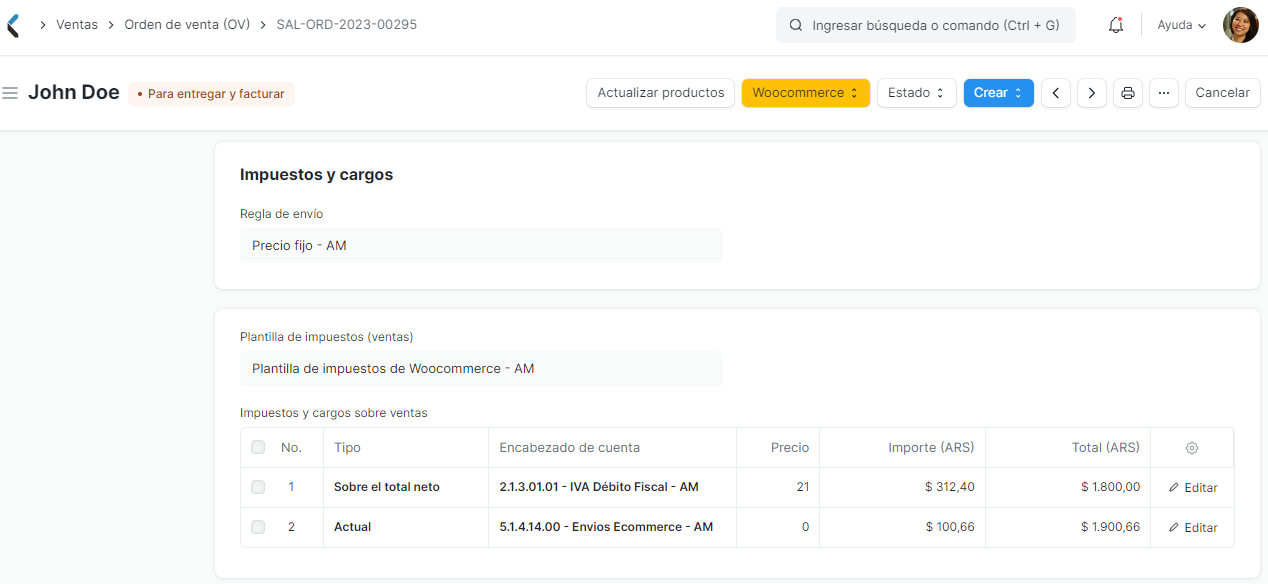 Ventas Orden de venta (OV) SAL-ORD-2023-00295 Ingresar búsqueda o comando (Ctrl + G) Ayuda
John Doe Para entregar y facturar Actualizar productos Woocommerce Estado Crear ... Cancelar
Impuestos y cargos
Regla de envío
Precio fijo - AM
Plantilla de impuestos (ventas)
Plantilla de impuestos de Woocommerce - AM
Impuestos y cargos sobre ventas
No. Tipo Encabezado de cuenta Precio Importe (ARS) Total (ARS)
1 Sobre el total neto 2.1.3.01.01 - IVA Débito Fiscal - AM 21 $ 312,40 $ 1.800,00 Editar
2 Actual 5.1.4.14.00 - Envios Ecommerce - AM 0 $ 100,66 $ 1.900,66 Editar